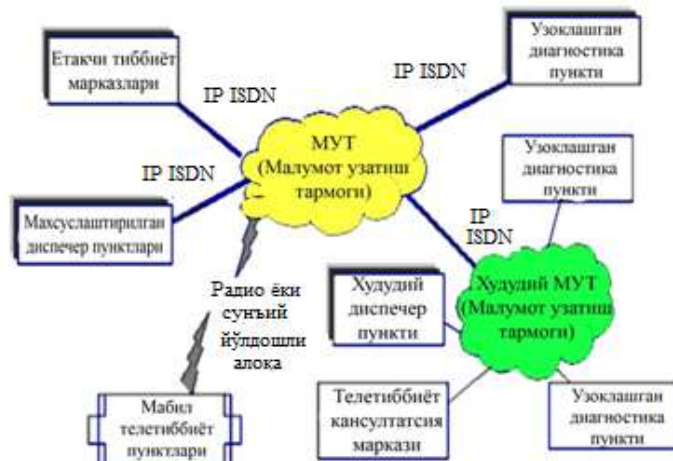 Етакчи тиббиёт
марказлари
IP ISDN
IP ISDN
Узоклашган
диагностика
пункти
МУТ
(Малумот узатиш
тармоги)
Узоклашган
диагностика
пункти
IP ISDN
Махсуслаштирилган
диспечер пунктлари
IP
ISDN
Радио ёки
сунъий
йўлдошли
алоқа
Худудий
диспечер
пункти
Худудий МУТ
(Малумот узатиш
тармоги)
Мабил
телетиббиёт
пунктлари
Телетиббиёт
кансултатсия
маркази
Узоклашган
диагностика
пункти